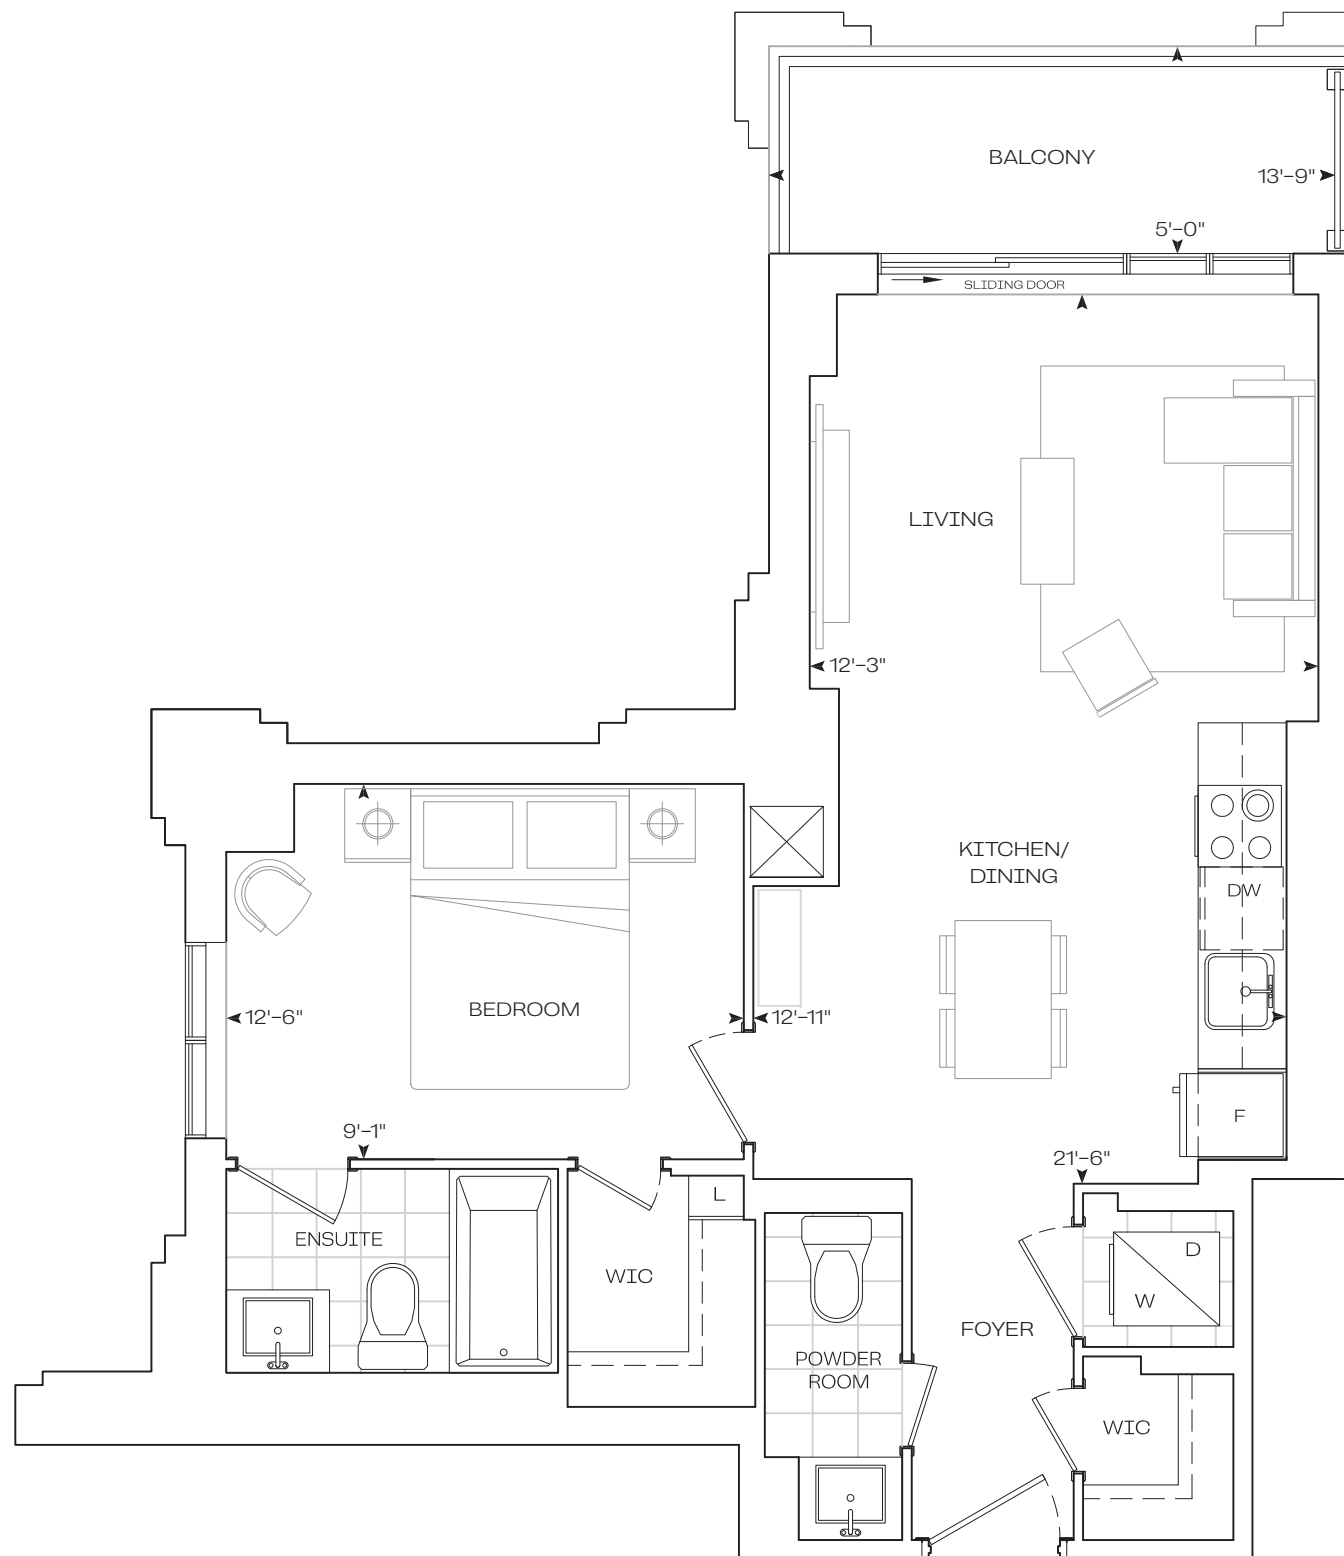 BALCONY
13'-9"
5'-0"
SLIDING DOOR
LIVING
12'-3"
KITCHEN/
DINING
DW
BEDROOM
12'-6"
12'-11"
F
9'-1"
21'-6"
L
ENSUITE
WIC
D
W
FOYER
POWDER
ROOM
WIC